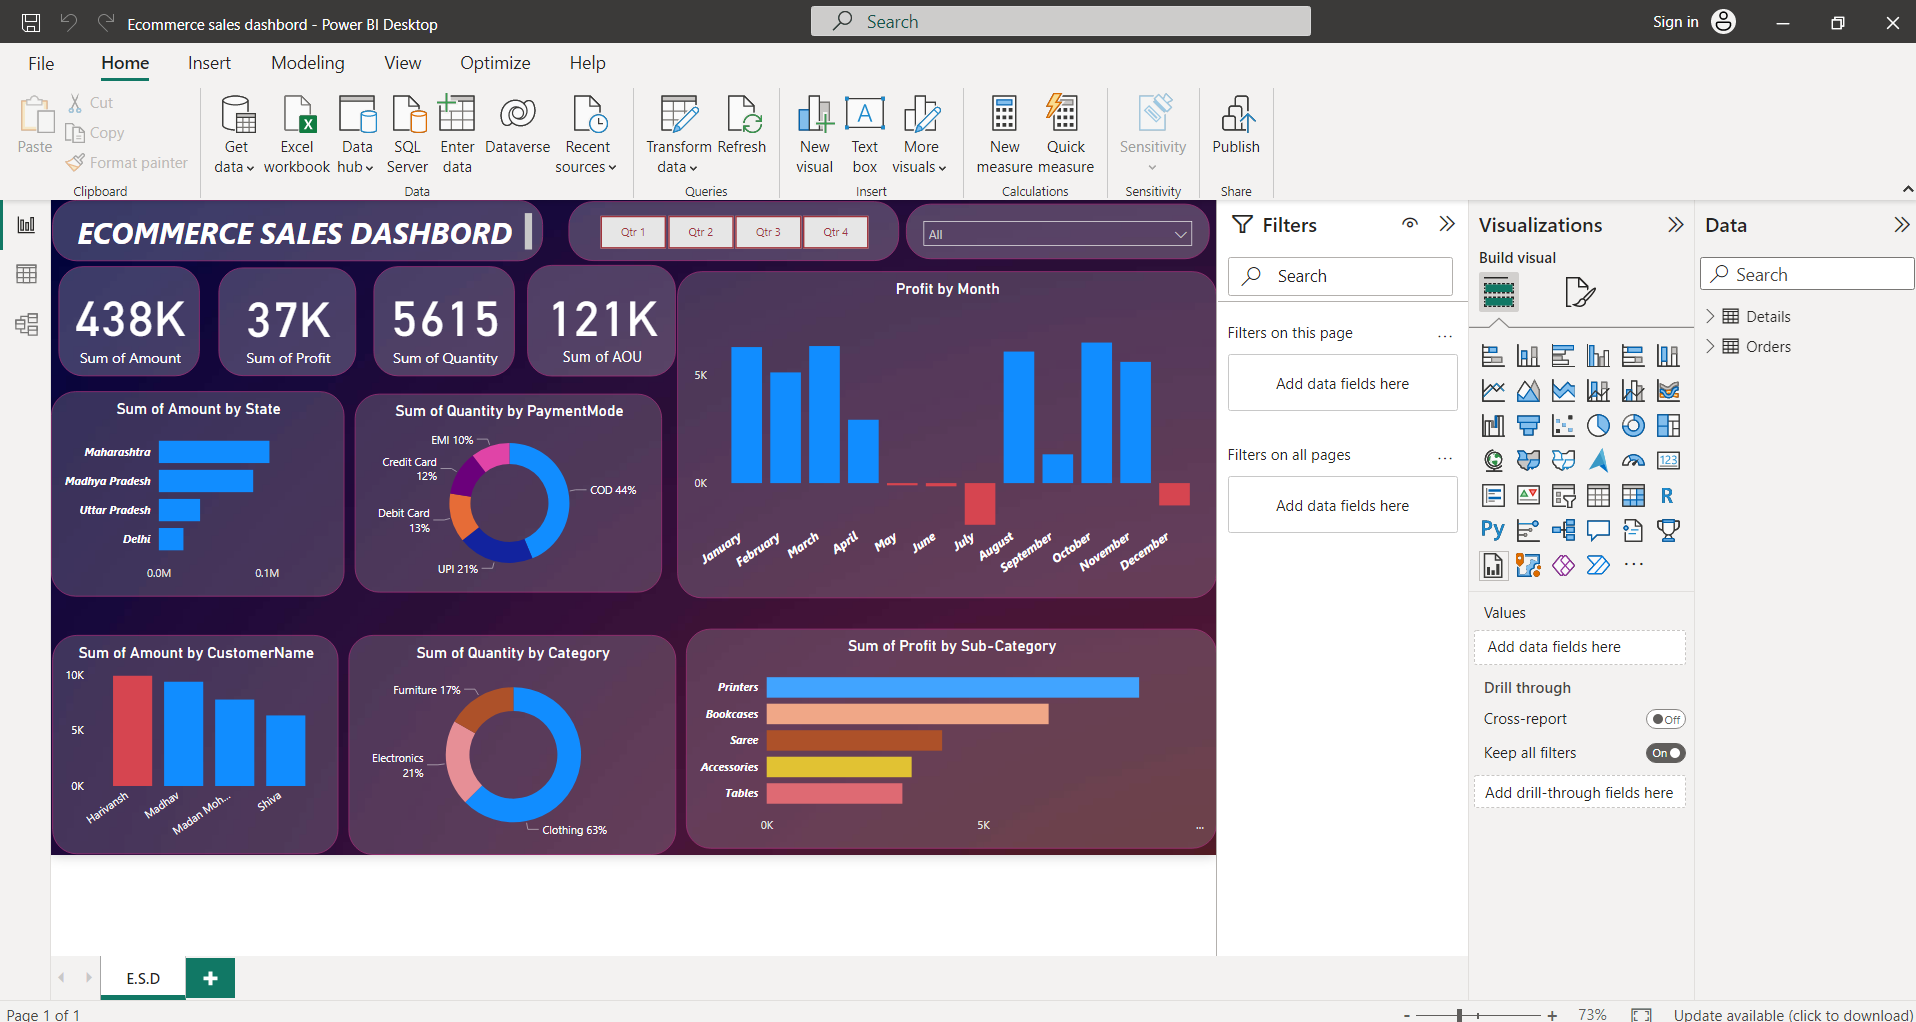 Ecommerce sales dashbord - Power BI Desktop
Search
Sign in
File
Home
Insert
Modeling
View
Optimize
Help
Paste
Cut
Copy
Format painter
Clipboard
Get data
Excel workbook
Data hub
SQL Server
Enter data
Dataverse
Recent sources
Data
Transform data
Refresh
Queries
New visual
Text box
More visuals
Insert
New measure
Quick measure
Calculations
Sensitivity
Sensitivity
Publish
Share
ECOMMERCE SALES DASHBORD
Qtr 1
Qtr 2
Qtr 3
Qtr 4
All
438K
Sum of Amount
37K
Sum of Profit
5615
Sum of Quantity
121K
Sum of AOU
Profit by Month
5K
0K
January
February
March
April
May
June
July
August
September
October
November
December
Sum of Amount by State
Maharashtra
Madhya Pradesh
Uttar Pradesh
Delhi
0.0M
0.1M
Sum of Quantity by PaymentMode
EMI 10%
Credit Card
12%
Debit Card
13%
UPI 21%
COD 44%
Sum of Amount by CustomerName
10K
5K
0K
Harivansh
Madhav
Madan Moh...
Shiva
Sum of Quantity by Category
Furniture 17%
Electronics
21%
Clothing 63%
Sum of Profit by Sub-Category
Printers
Bookcases
Saree
Accessories
Tables
0K
5K
...
Filters
Search
Filters on this page
...
Add data fields here
Filters on all pages
...
Add data fields here
Visualizations
Build visual
123
R
Py
...
Values
Add data fields here
Drill through
Cross-report
Off
Keep all filters
On
Add drill-through fields here
Data
Search
Details
Orders
E.S.D
+
Page 1 of 1
-
+
73%
Update available (click to download)